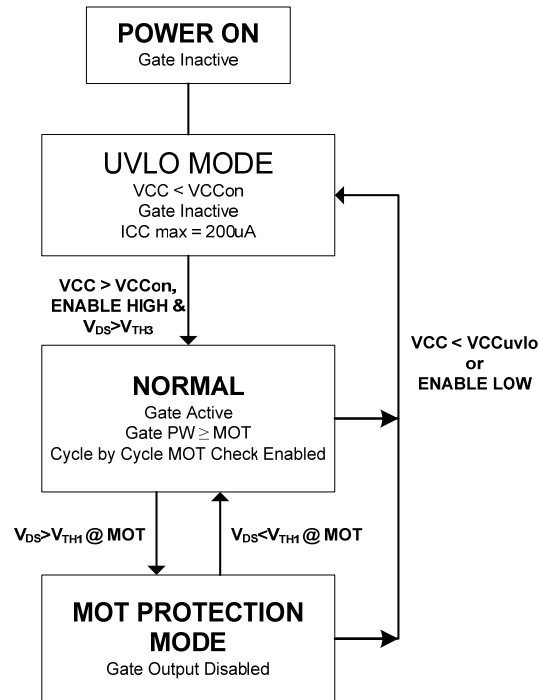 POWER ON
Gate Inactive
UVLO MODE
VCC < VCCon
Gate Inactive
ICC max = 200uA
VCC > VCCon,
ENABLE HIGH &
VDS>VTH3
VCC < VCCuvlo
or
ENABLE LOW
NORMAL
Gate Active
Gate PW ≥ MOT
Cycle by Cycle MOT Check Enabled
VDS>VTH1 @ MOT
VDS<VTH1 @ MOT
MOT PROTECTION
MODE
Gate Output Disabled